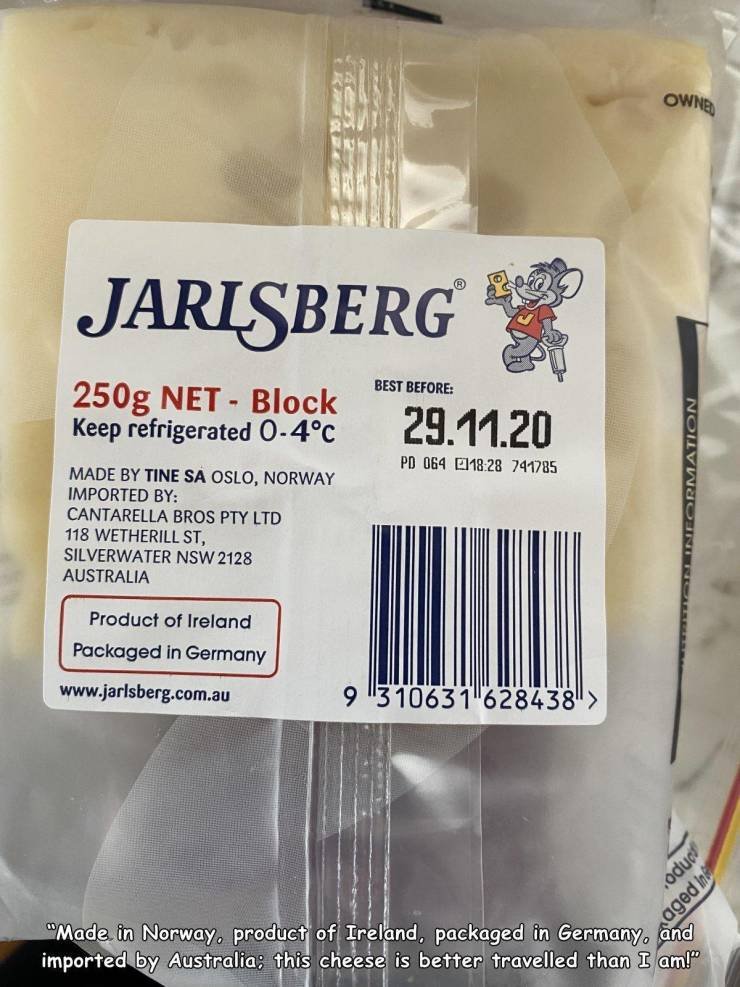 OWNED
JARLSBERG®
250g NET - Block
Keep refrigerated 0-4°C
BEST BEFORE:
29.11.20
PD 064 E 18:28 741785
MADE BY TINE SA OSLO, NORWAY
IMPORTED BY:
CANTARELLA BROS PTY LTD
118 WETHERILL ST,
SILVERWATER NSW 2128
AUSTRALIA
Product of Ireland
Packaged in Germany
www.jarlsberg.com.au
9 310631 628438 >
INFORMATION
"Made in Norway, product of Ireland, packaged in Germany, and
imported by Australia; this cheese is better travelled than I am!"